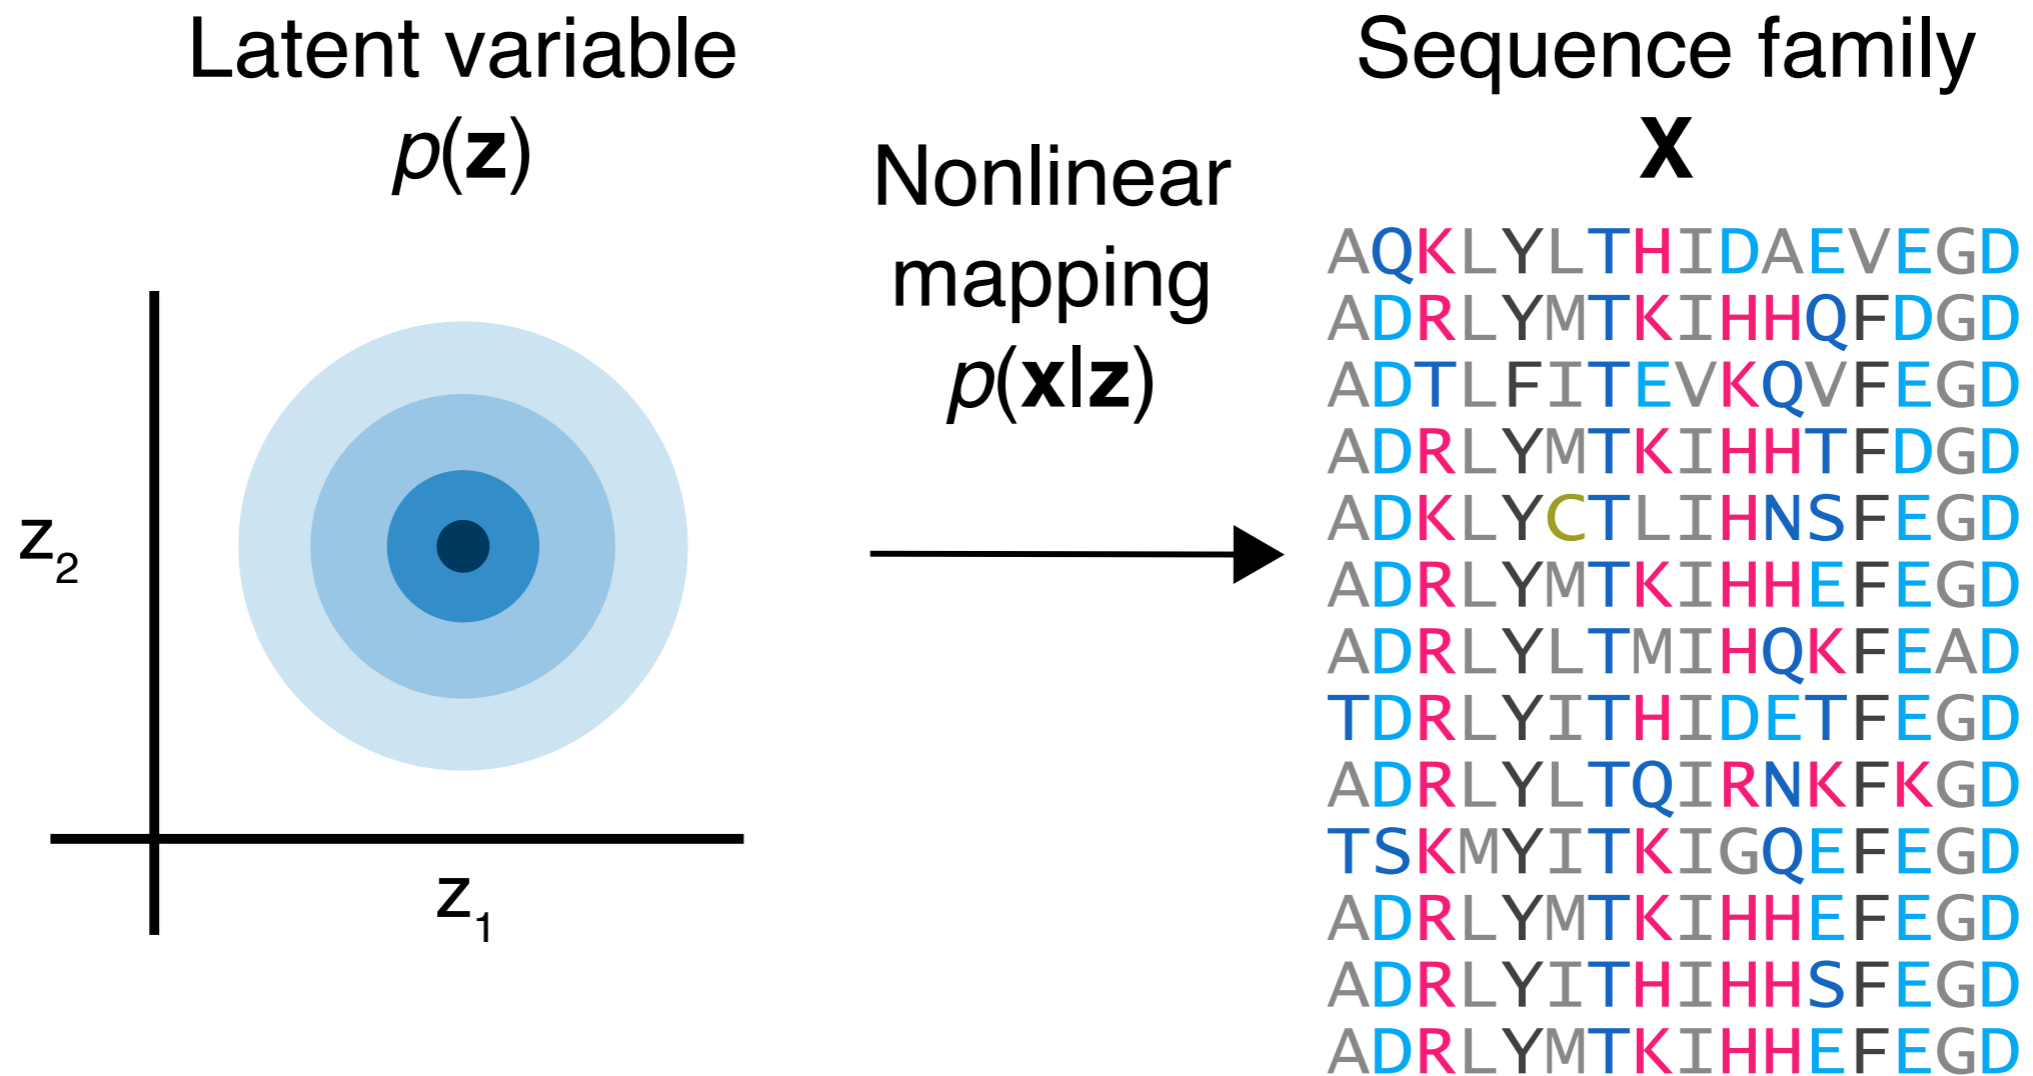 Latent variable
p(z)
z2
z1
Nonlinear
mapping
p(x|z)
Sequence family
X
AQKLYLTHIDAEVEGD
ADRLYMTKIHHQFDGD
ADTLFITEVKQVFEGD
ADRLYMTKIHHTFDGD
ADKLYCTLIHNSFEGD
ADRLYMTKIHHEFEGD
ADRLYLTMIHQKFEAD
TDRLYITHIDETFEGD
ADRLYLTQIRNKFKGD
TSKMYITKIGQEFEGD
ADRLYMTKIHHEFEGD
ADRLYITHIHHSFEGD
ADRLYMTKIHHEFEGD